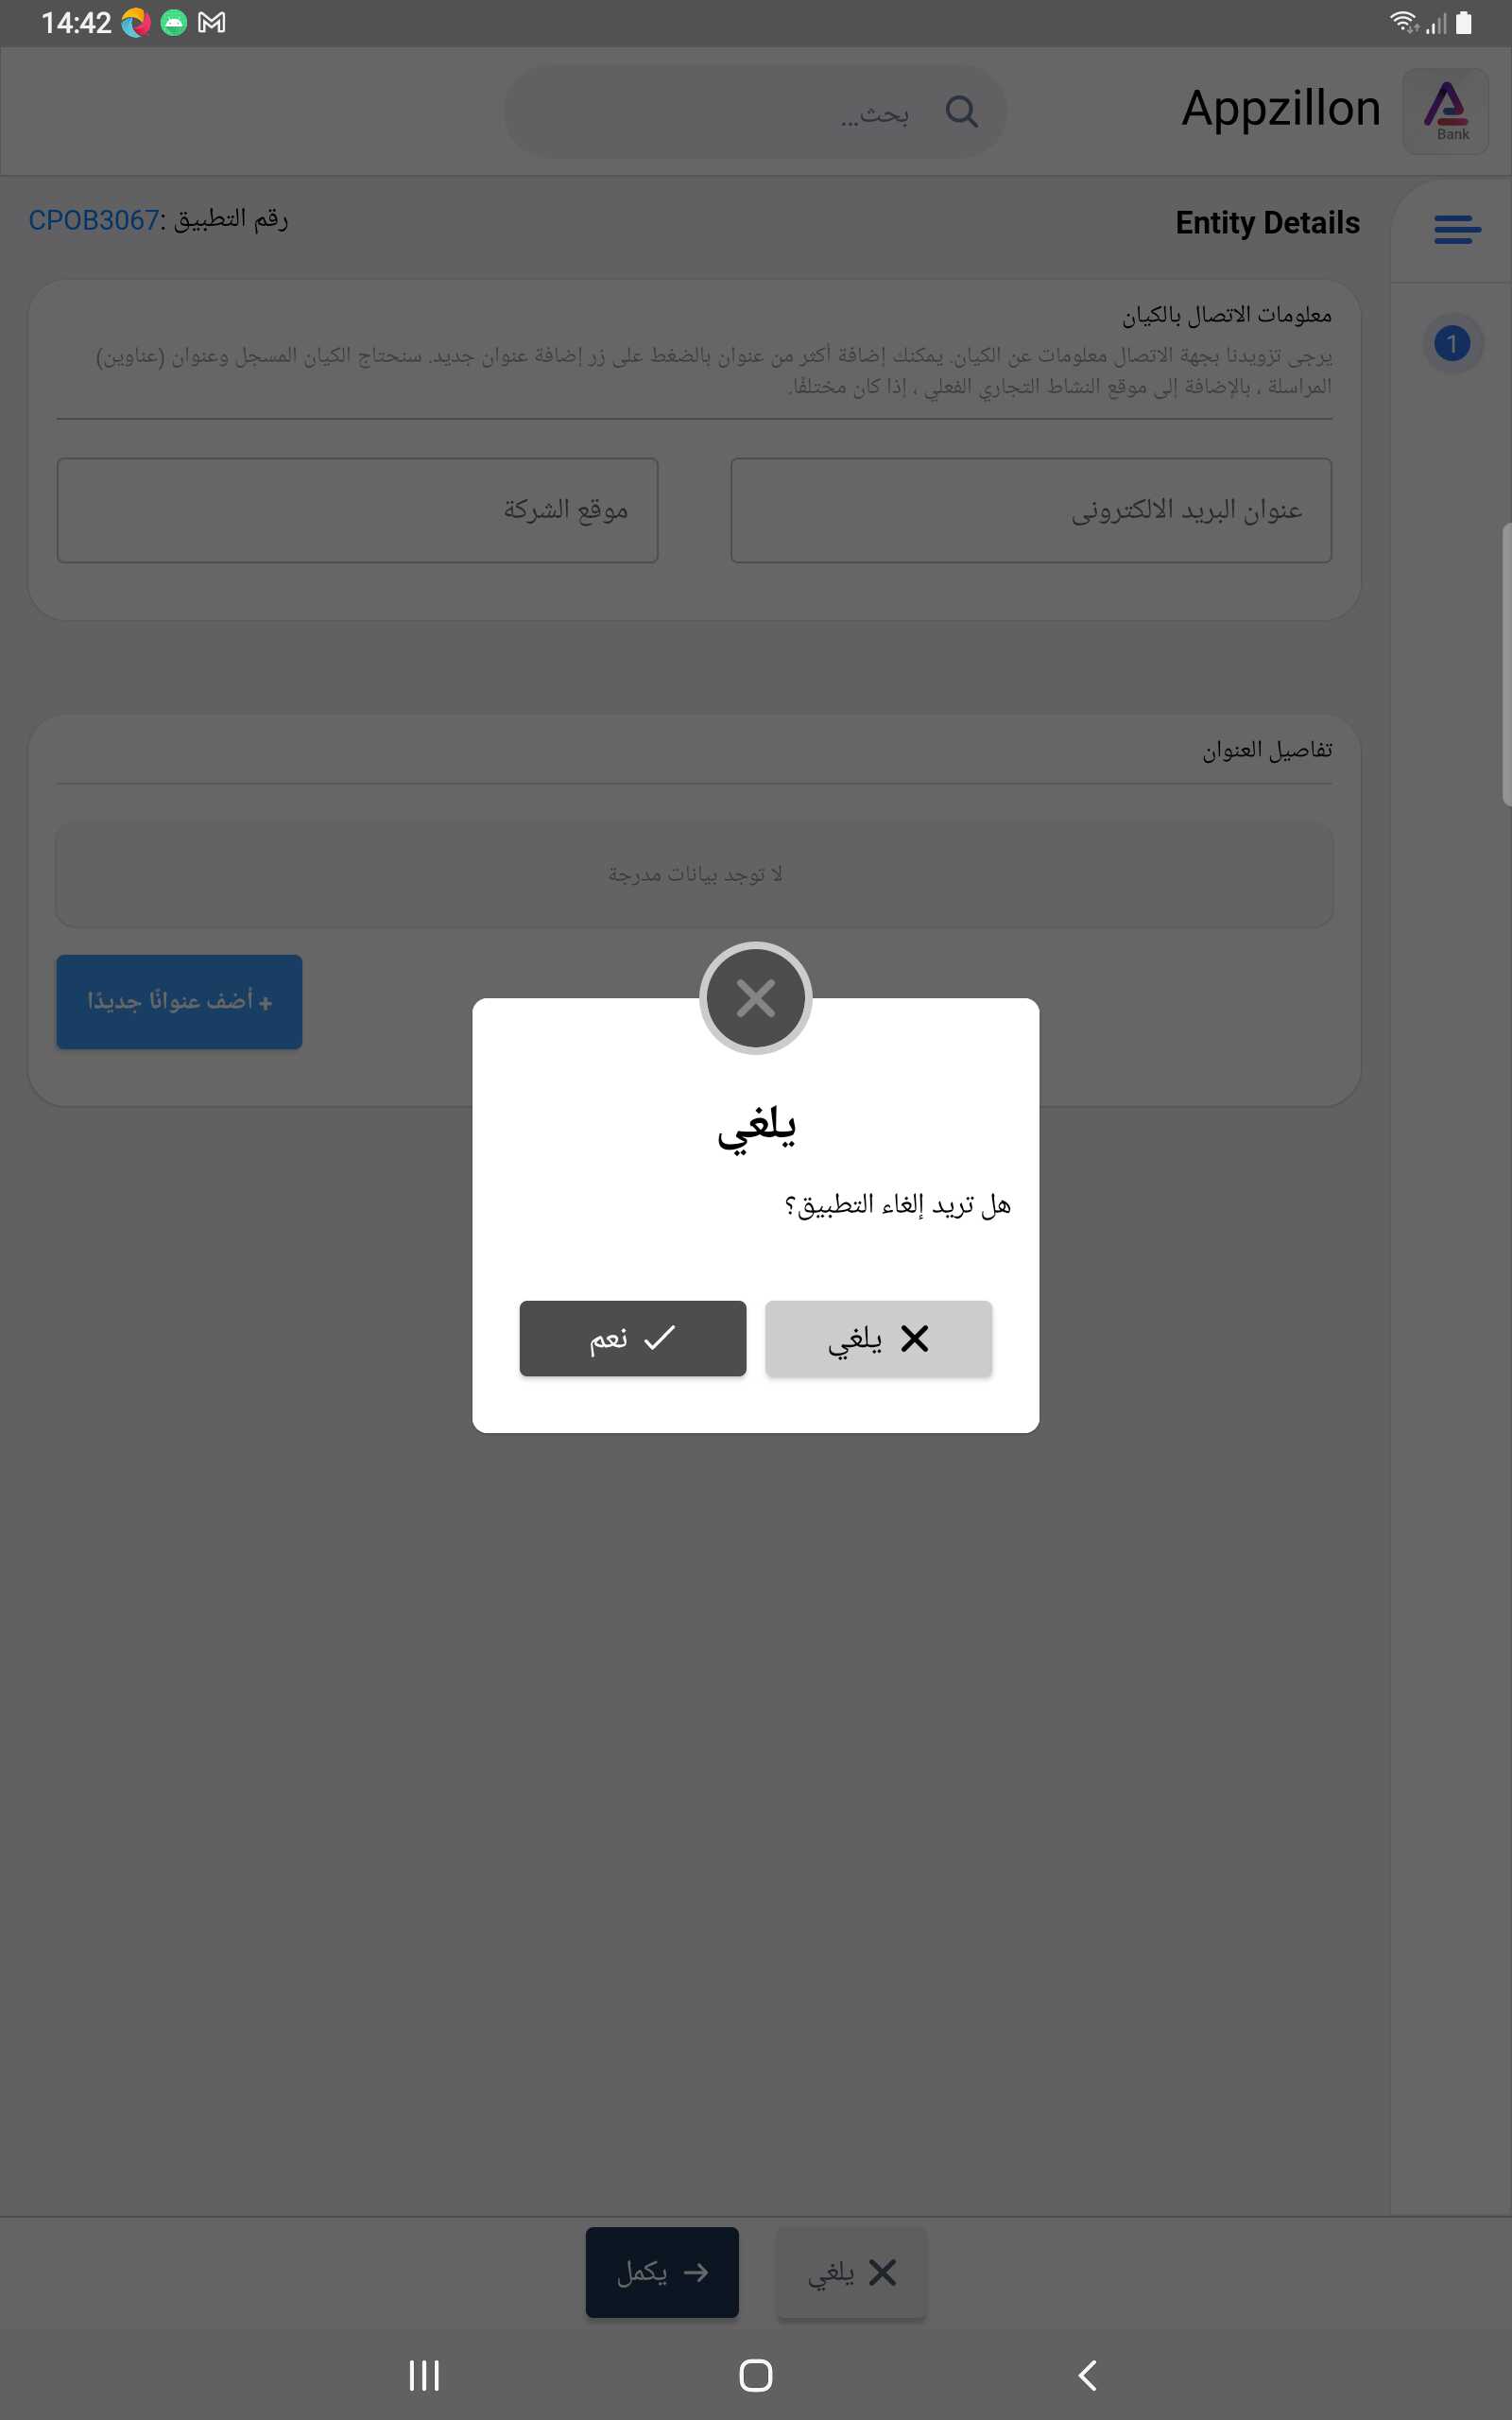 14:42
Bank
Appzillon
بحث...
Entity Details
رقم التطبيق :CPOB3067
1
معلومات الاتصال بالكيان
يرجى تزويدنا بجهة الاتصال معلومات عن الكيان. يمكنك إضافة أكثر من عنوان بالضغط على زر إضافة عنوان جديد. سنحتاج الكيان المسجل وعنوان (عناوين)
المراسلة ، بالإضافة إلى موقع النشاط التجاري الفعلي ، إذا كان مختلفًا.
عنوان البريد الالكترونى
موقع الشركة
تفاصيل العنوان
لا توجد بيانات مدرجة
+ أضف عنوانًا جديدًا
يلغي
هل تريد إلغاء التطبيق؟
يلغي
نعم
يلغي
يكمل